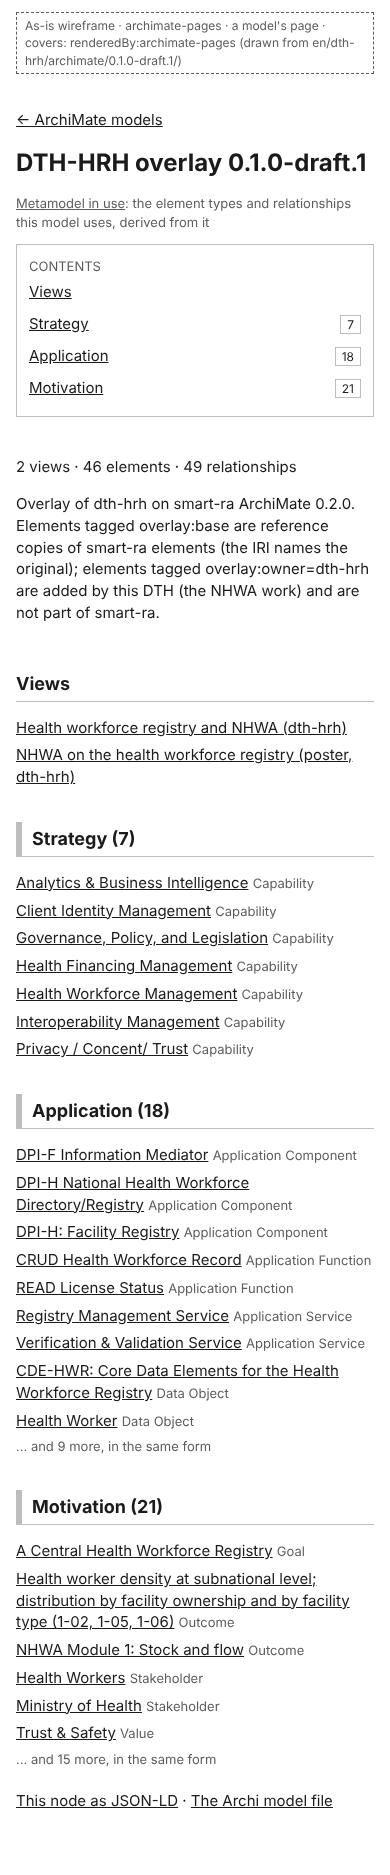 As-is wireframe · archimate-pages · a model's page ·
covers: renderedBy:archimate-pages (drawn from en/dth-
hrh/archimate/0.1.0-draft.1/)
← ArchiMate models
DTH-HRH overlay 0.1.0-draft.1
Metamodel in use: the element types and relationships
this model uses, derived from it
CONTENTS
Views
Strategy 7
Application 18
Motivation 21
2 views · 46 elements · 49 relationships
Overlay of dth-hrh on smart-ra ArchiMate 0.2.0.
Elements tagged overlay:base are reference
copies of smart-ra elements (the IRI names the
original); elements tagged overlay:owner=dth-hrh
are added by this DTH (the NHWA work) and are
not part of smart-ra.
Views
Health workforce registry and NHWA (dth-hrh)
NHWA on the health workforce registry (poster,
dth-hrh)
Strategy (7)
Analytics & Business Intelligence Capability
Client Identity Management Capability
Governance, Policy, and Legislation Capability
Health Financing Management Capability
Health Workforce Management Capability
Interoperability Management Capability
Privacy / Concent/ Trust Capability
Application (18)
DPI-F Information Mediator Application Component
DPI-H National Health Workforce
Directory/Registry Application Component
DPI-H: Facility Registry Application Component
CRUD Health Workforce Record Application Function
READ License Status Application Function
Registry Management Service Application Service
Verification & Validation Service Application Service
CDE-HWR: Core Data Elements for the Health
Workforce Registry Data Object
Health Worker Data Object
... and 9 more, in the same form
Motivation (21)
A Central Health Workforce Registry Goal
Health worker density at subnational level;
distribution by facility ownership and by facility
type (1-02, 1-05, 1-06) Outcome
NHWA Module 1: Stock and flow Outcome
Health Workers Stakeholder
Ministry of Health Stakeholder
Trust & Safety Value
... and 15 more, in the same form
This node as JSON-LD · The Archi model file